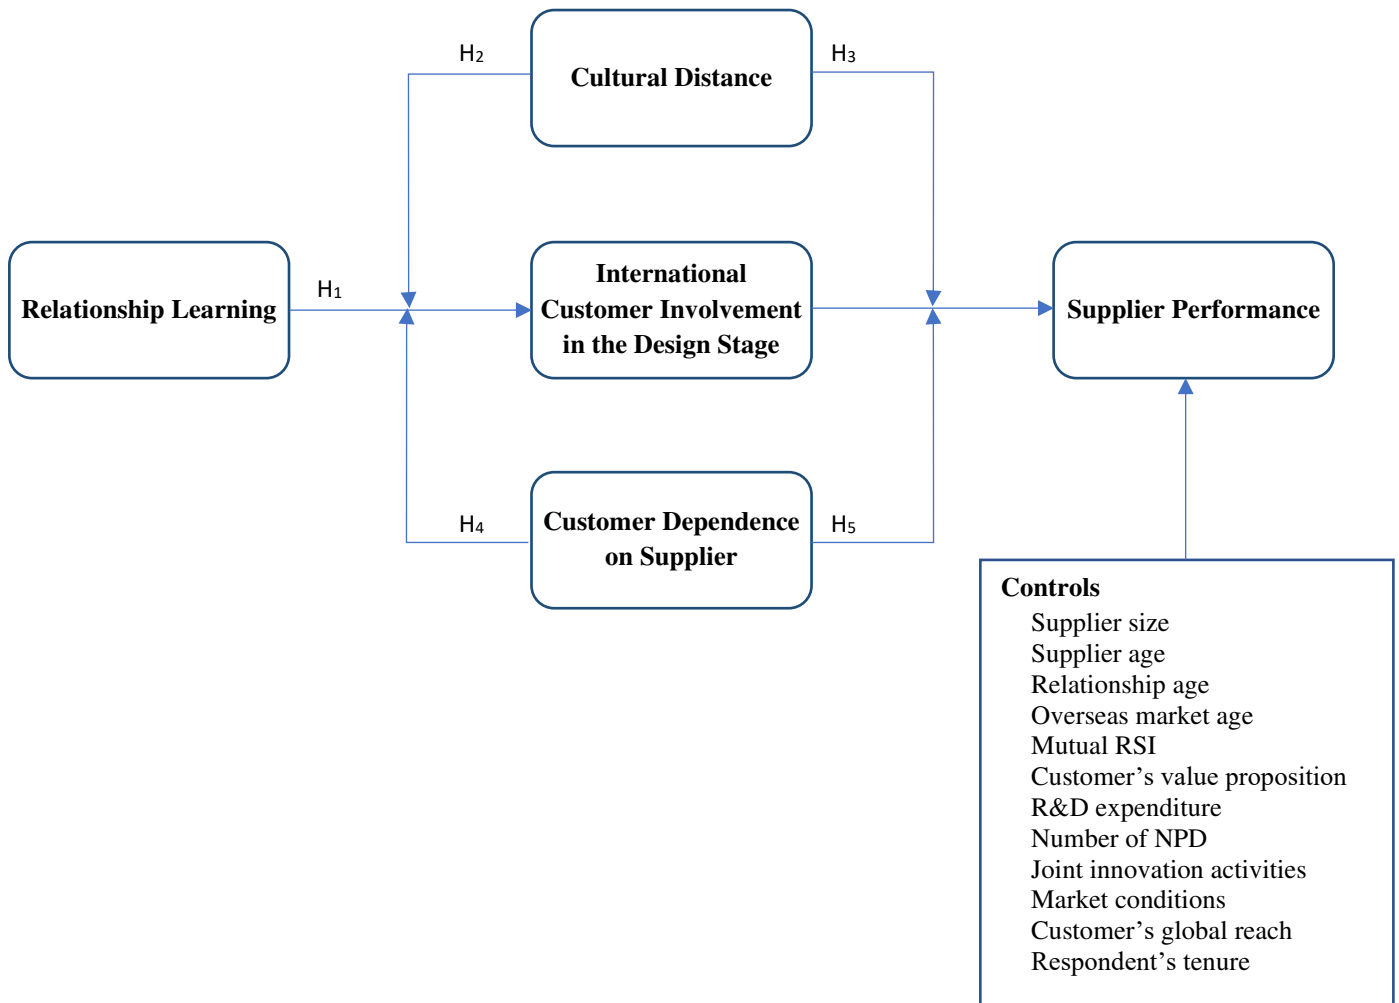 H₂
Cultural Distance
H₃
Relationship Learning
H₁
International
Customer Involvement
in the Design Stage
Supplier Performance
H₄
Customer Dependence
on Supplier
H₅
Controls
Supplier size
Supplier age
Relationship age
Overseas market age
Mutual RSI
Customer’s value proposition
R&D expenditure
Number of NPD
Joint innovation activities
Market conditions
Customer’s global reach
Respondent’s tenure